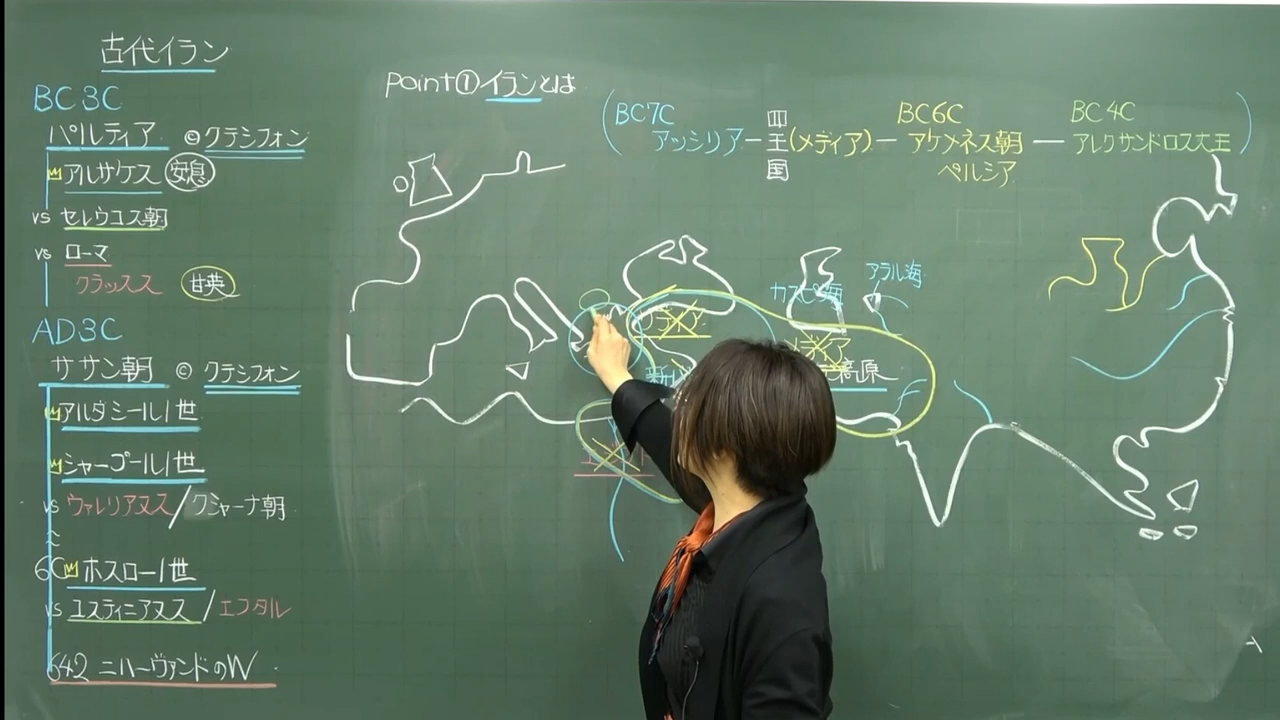 古代イラン
BC3C
パルティア ©クテシフォン
アルサケス 安息
vs セレウコス朝
vs ローマ
クラッスス 甘英
AD3C
ササン朝 © クテシフォン
アルダシール1世
シャープール1世
vs ウァレリアヌス/クシャーナ朝
〜
6C ホスロー1世
vs ユスティニアヌス/エフタル
642 ニハーヴァンドのW
Point①イランとは
(BC7C アッシリア-四王国(メディア)-BC6C アケメネス朝ペルシア-BC4C アレクサンドロス大王)
カスピ海
アラル海
メディア
高原